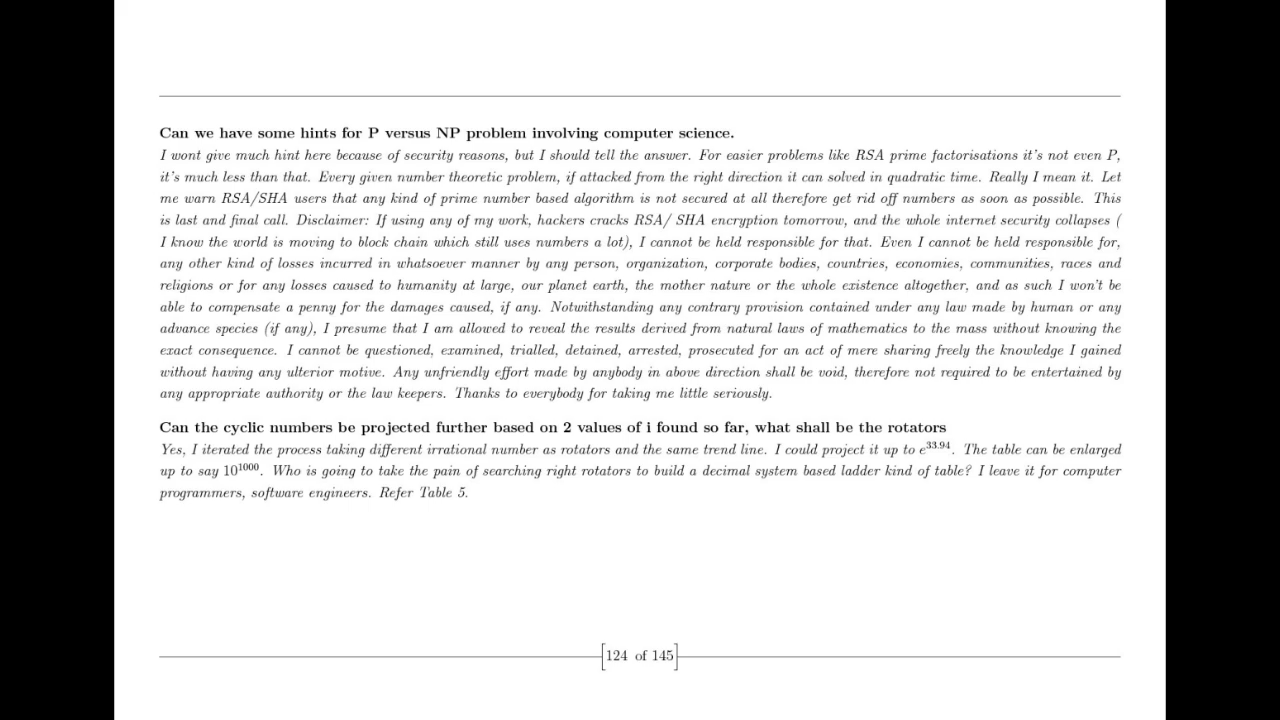 Can we have some hints for P versus NP problem involving computer science.
I wont give much hint here because of security reasons, but I should tell the answer. For easier problems like RSA prime factorisations it's not even P,
it's much less than that. Every given number theoretic problem, if attacked from the right direction it can solved in quadratic time. Really I mean it. Let
me warn RSA/SHA users that any kind of prime number based algorithm is not secured at all therefore get rid off numbers as soon as possible. This
is last and final call. Disclaimer: If using any of my work, hackers cracks RSA/ SHA encryption tomorrow, and the whole internet security collapses (
I know the world is moving to block chain which still uses numbers a lot), I cannot be held responsible for that. Even I cannot be held responsible for,
any other kind of losses incurred in whatsoever manner by any person, organization, corporate bodies, countries, economies, communities, races and
religions or for any losses caused to humanity at large, our planet earth, the mother nature or the whole existence altogether, and as such I won't be
able to compensate a penny for the damages caused, if any. Notwithstanding any contrary provision contained under any law made by human or any
advance species (if any), I presume that I am allowed to reveal the results derived from natural laws of mathematics to the mass without knowing the
exact consequence. I cannot be questioned, examined, trialled, detained, arrested, prosecuted for an act of mere sharing freely the knowledge I gained
without having any ulterior motive. Any unfriendly effort made by anybody in above direction shall be void, therefore not required to be entertained by
any appropriate authority or the law keepers. Thanks to everybody for taking me little seriously.
Can the cyclic numbers be projected further based on 2 values of i found so far, what shall be the rotators
Yes, I iterated the process taking different irrational number as rotators and the same trend line. I could project it up to e^33.94. The table can be enlarged
up to say 10^1000. Who is going to take the pain of searching right rotators to build a decimal system based ladder kind of table? I leave it for computer
programmers, software engineers. Refer Table 5.
[124 of 145]